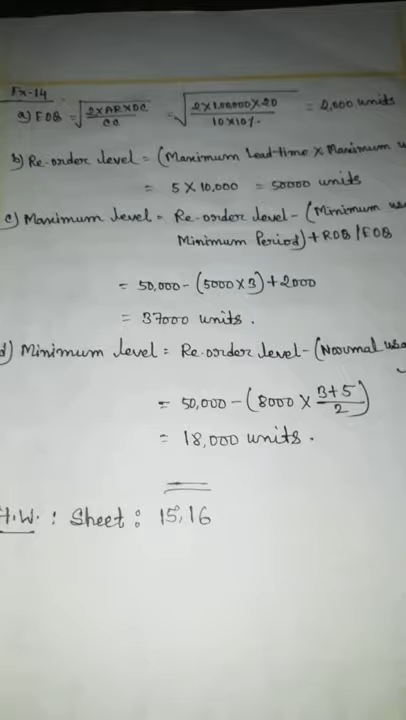 Ex-14
a) EOQ = √2×AR×OC/CC = √2×1,00,000×20/10×10% = 2,000 units
b) Re-order level = (Maximum Lead-time × Maximum
= 5 × 10,000 = 50000 units
c) Maximum level = Re-order level - (Minimum
Minimum Period) + ROQ/EOQ
= 50,000 - (5000×3) + 2000
= 37000 units.
d) Minimum level = Re-order level - (Normal
= 50,000 - (8000 × 3+5/2)
= 18,000 units.
H.W. : Sheet : 15, 16